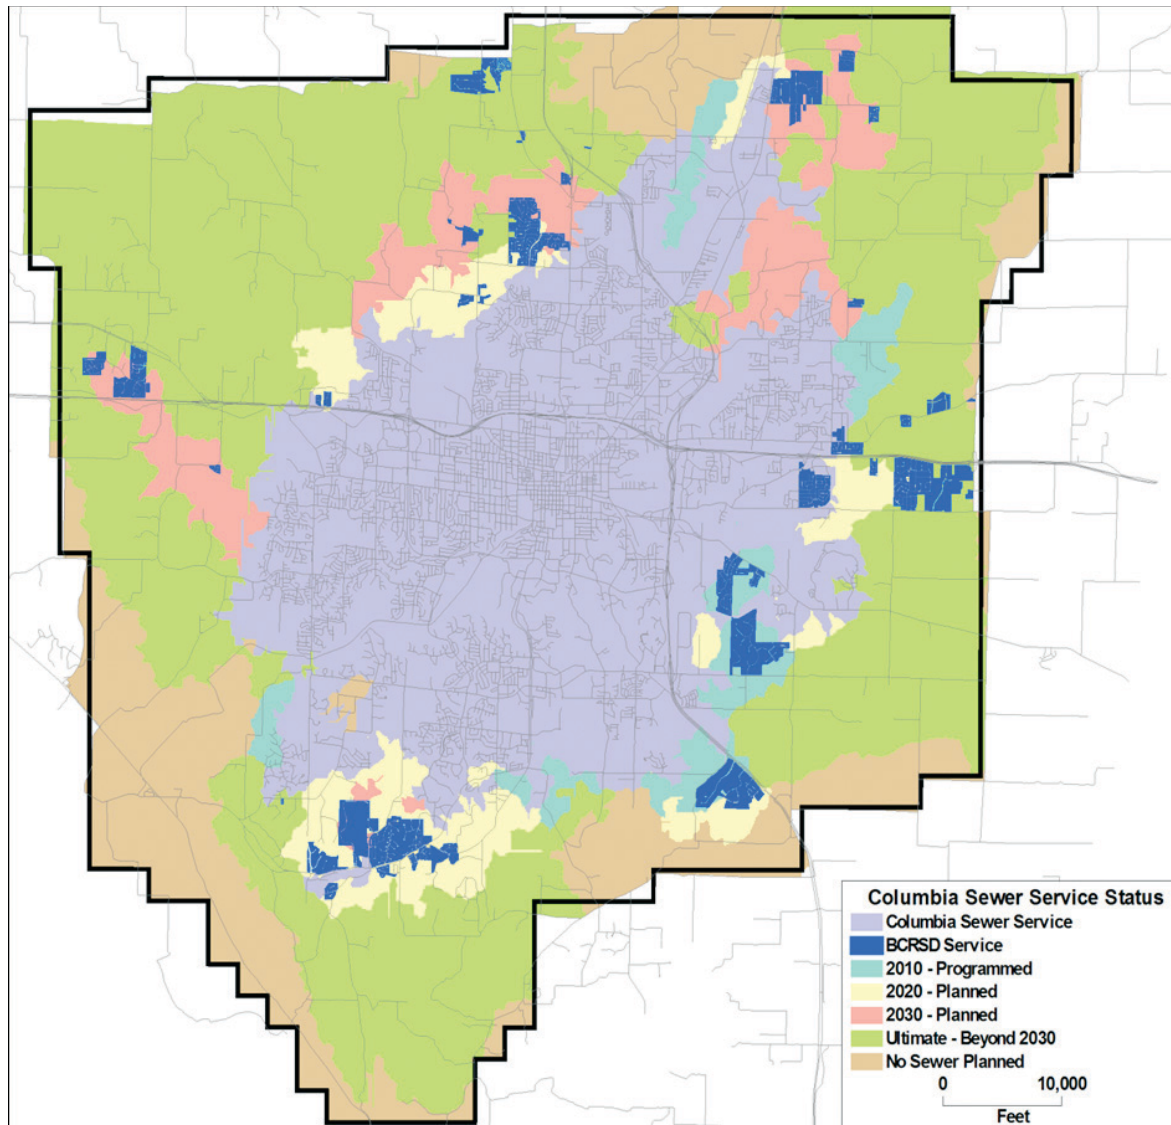 Columbia Sewer Service Status
Columbia Sewer Service
BCRSD Service
2010 - Programmed
2020 - Planned
2030 - Planned
Ultimate - Beyond 2030
No Sewer Planned
0 10,000
Feet